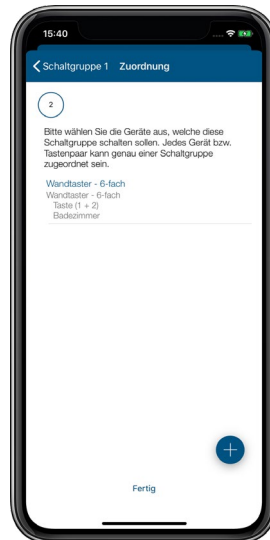 15:40
Schaltgruppe 1 Zuordnung
2
Bitte wählen Sie die Geräte aus, welche diese
Schaltgruppe schalten sollen. Jedes Gerät bzw.
Tastenpaar kann genau einer Schaltgruppe
zugeordnet sein.
Wandtaster - 6-fach
Wandtaster - 6-fach
Taste (1 + 2)
Badezimmer
Fertig